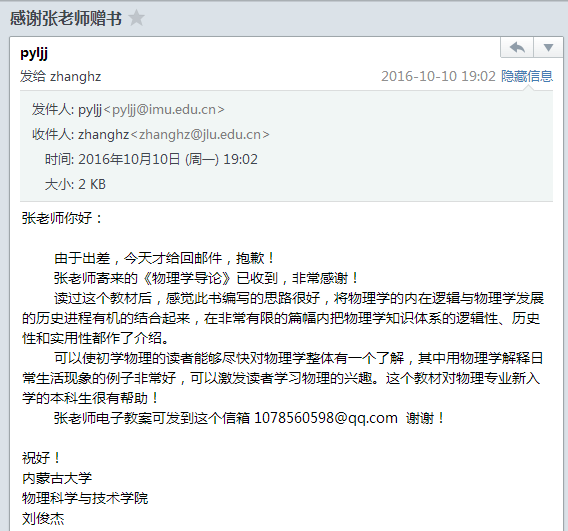 感谢张老师赠书
pyljj
发给 zhanghz
2016-10-10 19:02 隐藏信息
发件人: pyljj<pyljj@imu.edu.cn>
收件人: zhanghz<zhanghz@jlu.edu.cn>
时间: 2016年10月10日 (周一) 19:02
大小: 2 KB
张老师你好：
由于出差，今天才给回邮件，抱歉！
张老师寄来的《物理学导论》已收到，非常感谢！
读过这个教材后，感觉此书编写的思路很好，将物理学的内在逻辑与物理学发展
的历史进程有机的结合起来，在非常有限的篇幅内把物理学知识体系的逻辑性、历史
性和实用性都作了介绍。
可以使初学物理的读者能够尽快对物理学整体有一个了解，其中用物理学解释日
常生活现象的例子非常好，可以激发读者学习物理的兴趣。这个教材对物理专业新入
学的本科生很有帮助！
张老师电子教案可发到这个信箱 1078560598@qq.com 谢谢！
祝好！
内蒙古大学
物理科学与技术学院
刘俊杰